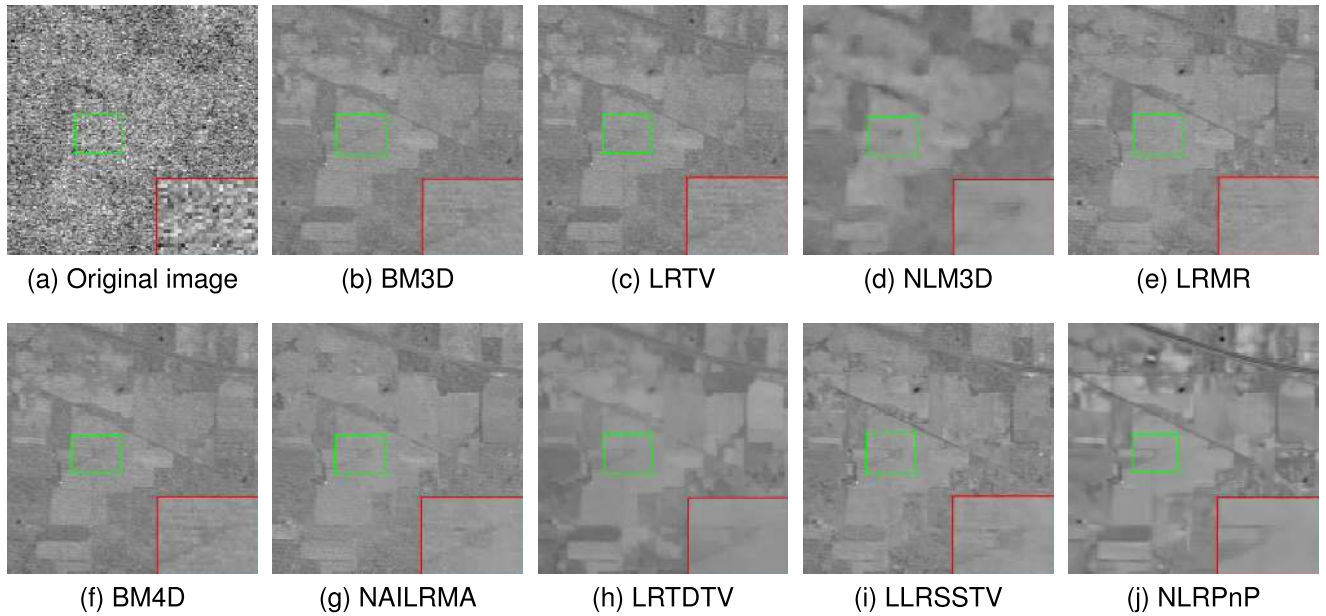 (a) Original image
(b) BM3D
(c) LRTV
(d) NLM3D
(e) LRMR
(f) BM4D
(g) NAILRMA
(h) LRTDTV
(i) LLRSSTV
(j) NLRPnP